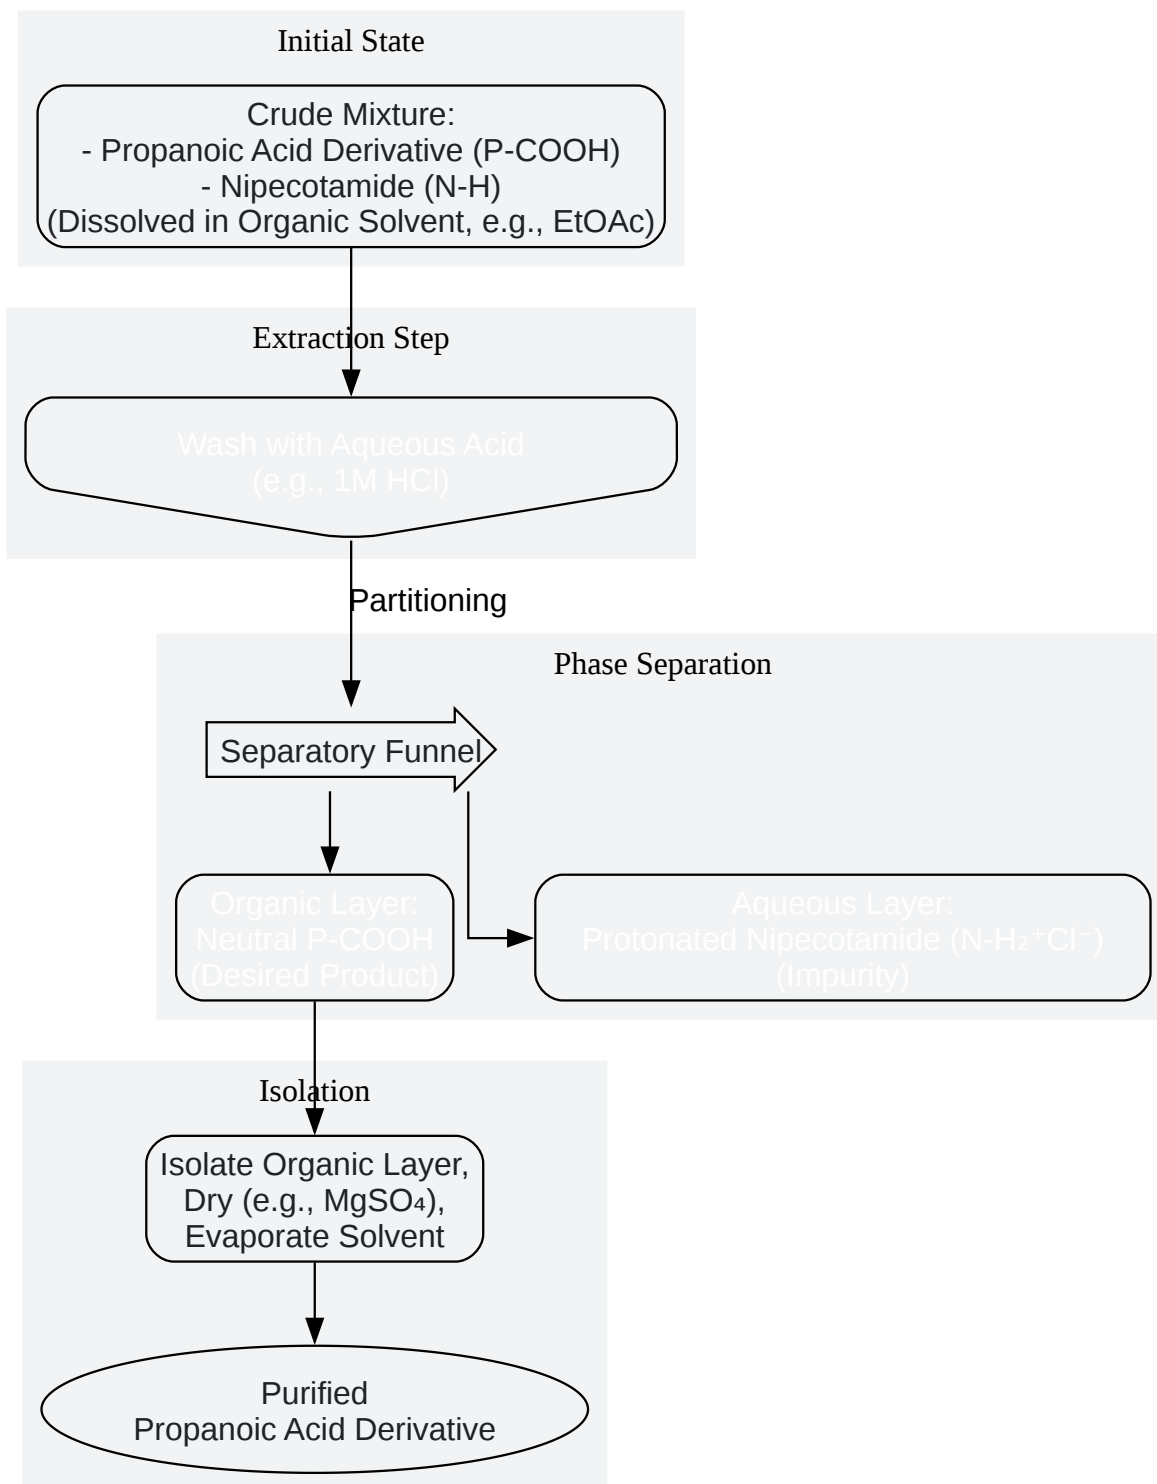 Initial State
Crude Mixture:
- Propanoic Acid Derivative (P-COOH)
- Nipecotamide (N-H)
(Dissolved in Organic Solvent, e.g., EtOAc)
Extraction Step
Wash with Aqueous Acid
(e.g., 1M HCl)
Partitioning
Phase Separation
Separatory Funnel
Organic Layer:
Neutral P-COOH
(Desired Product)
Aqueous Layer:
Protonated Nipecotamide (N-H₂⁺Cl⁻)
(Impurity)
Isolation
Isolate Organic Layer,
Dry (e.g., MgSO₄),
Evaporate Solvent
Purified
Propanoic Acid Derivative